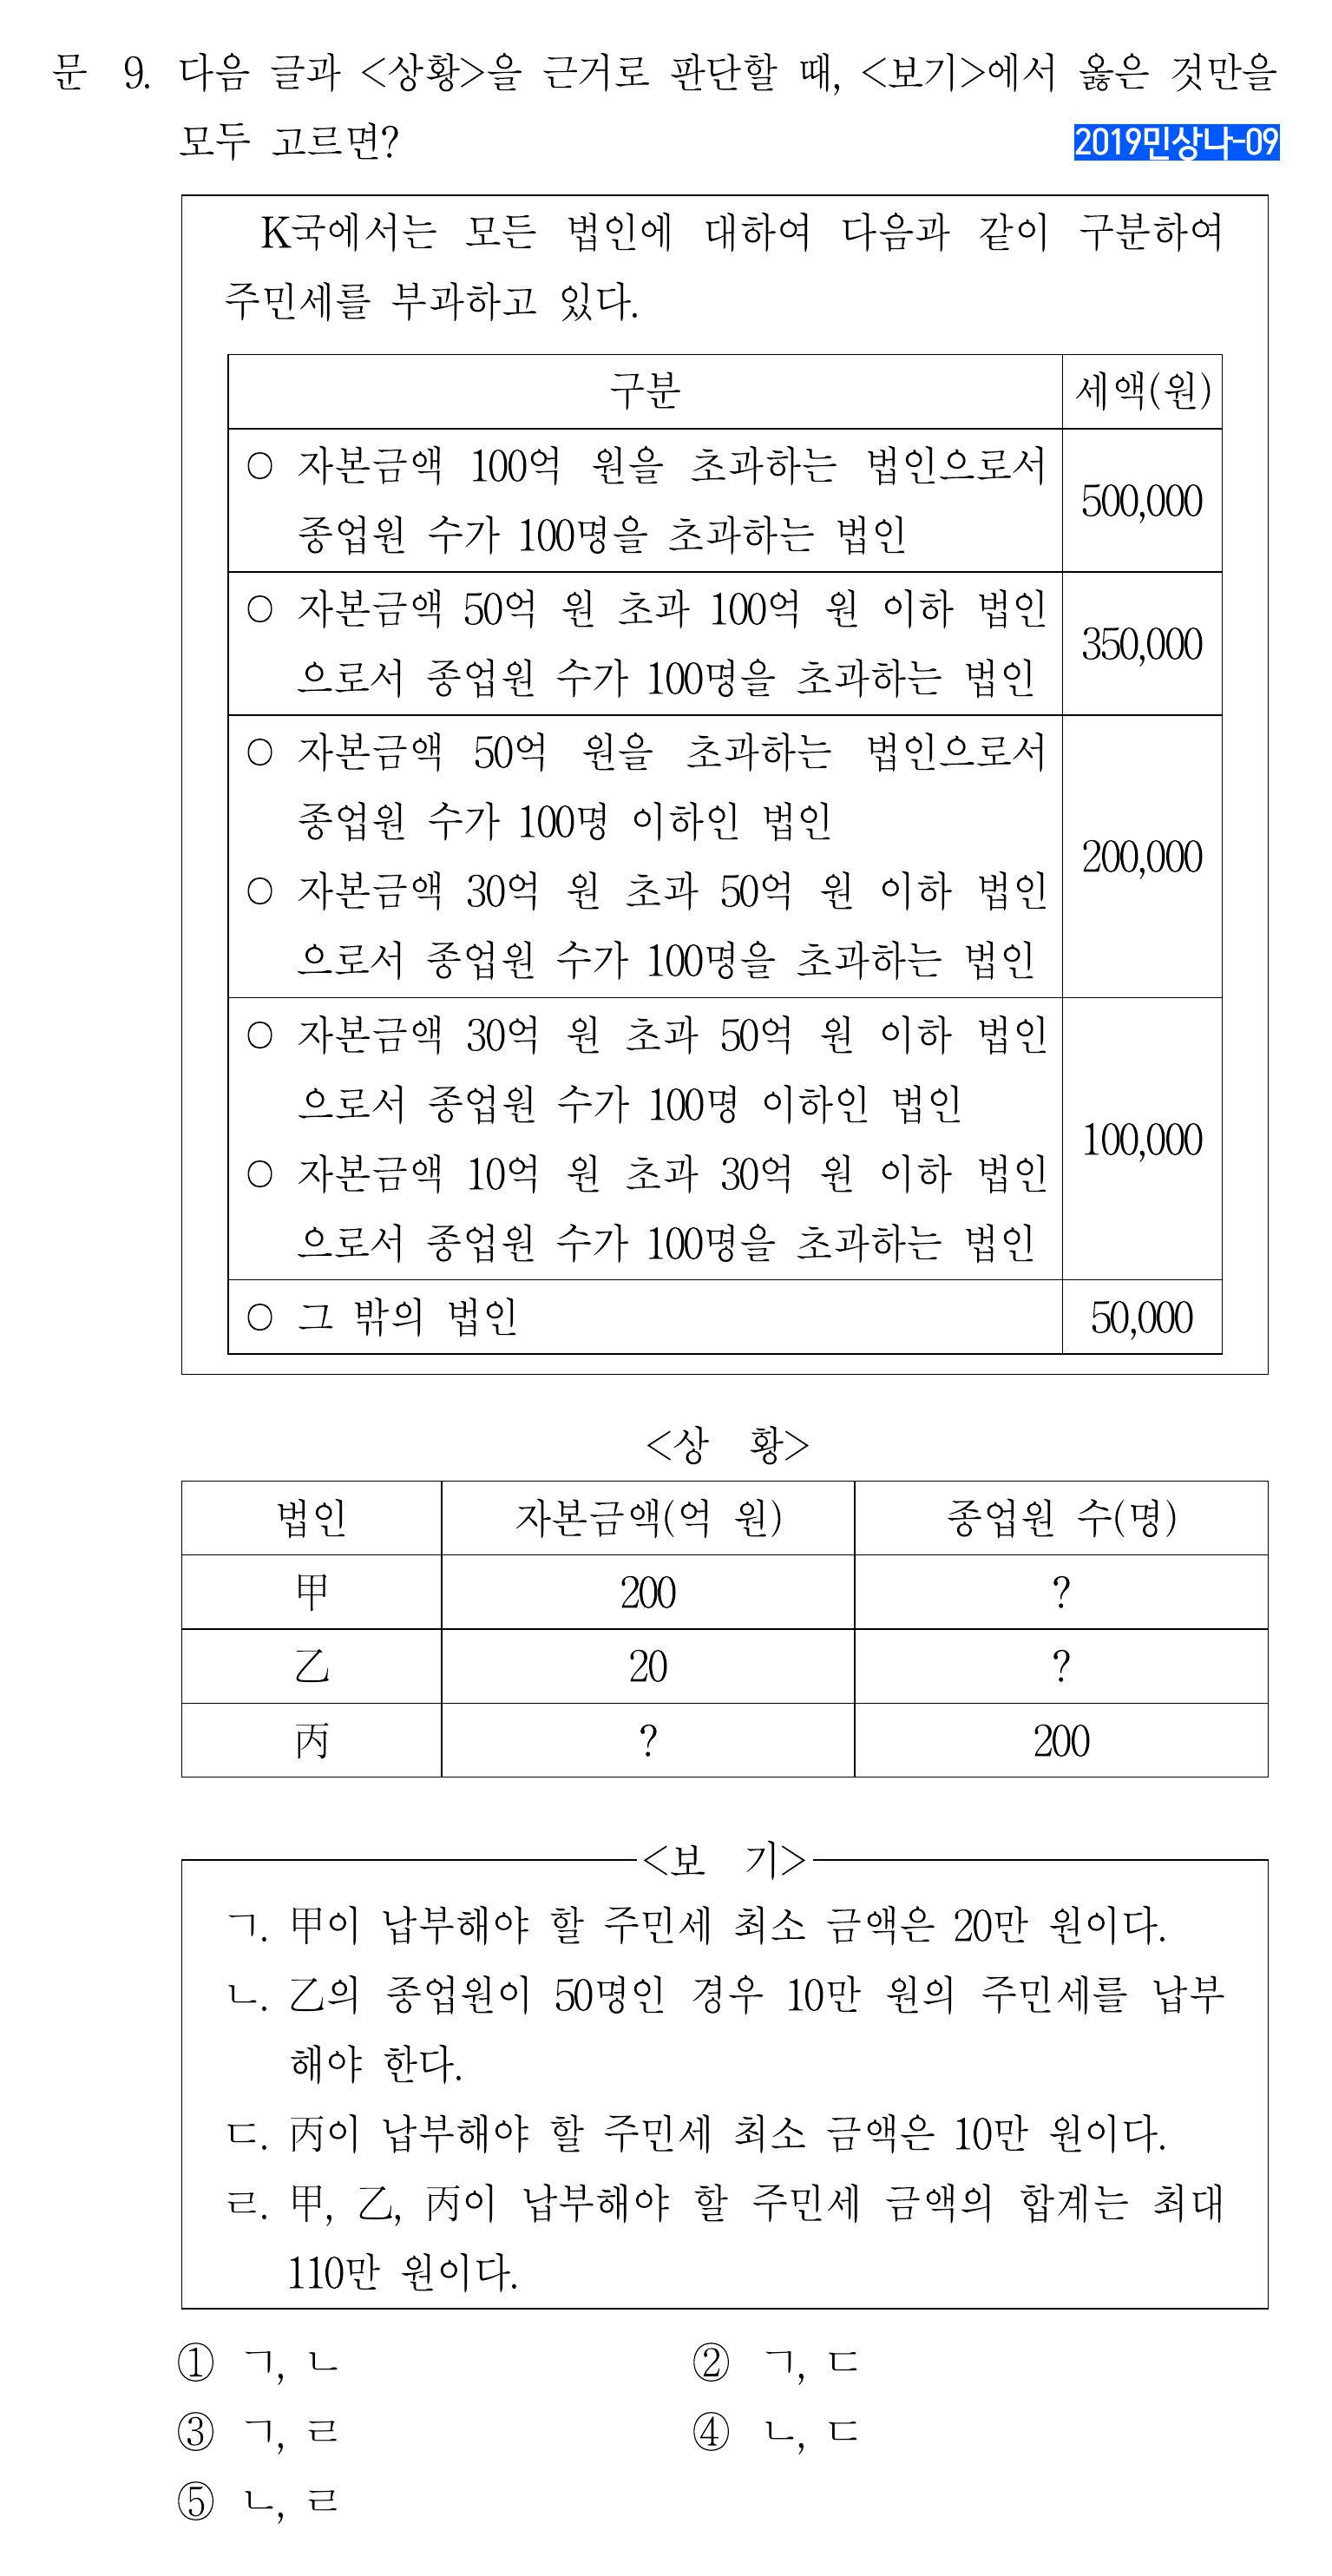 문 9. 다음 글과 <상황>을 근거로 판단할 때, <보기>에서 옳은 것만을
모두 고르면?
2019민상나-09
K국에서는 모든 법인에 대하여 다음과 같이 구분하여
주민세를 부과하고 있다.
구분 세액(원)
○ 자본금액 100억 원을 초과하는 법인으로서
종업원 수가 100명을 초과하는 법인
500,000
○ 자본금액 50억 원 초과 100억 원 이하 법인
으로서 종업원 수가 100명을 초과하는 법인
350,000
○ 자본금액 50억 원을 초과하는 법인으로서
종업원 수가 100명 이하인 법인
○ 자본금액 30억 원 초과 50억 원 이하 법인
으로서 종업원 수가 100명을 초과하는 법인
200,000
○ 자본금액 30억 원 초과 50억 원 이하 법인
으로서 종업원 수가 100명 이하인 법인
○ 자본금액 10억 원 초과 30억 원 이하 법인
으로서 종업원 수가 100명을 초과하는 법인
100,000
○ 그 밖의 법인 50,000
<상 황>
법인 자본금액(억 원) 종업원 수(명)
甲 200 ?
乙 20 ?
丙 ? 200
<보 기>
ㄱ. 甲이 납부해야 할 주민세 최소 금액은 20만 원이다.
ㄴ. 乙의 종업원이 50명인 경우 10만 원의 주민세를 납부
해야 한다.
ㄷ. 丙이 납부해야 할 주민세 최소 금액은 10만 원이다.
ㄹ. 甲, 乙, 丙이 납부해야 할 주민세 금액의 합계는 최대
110만 원이다.
① ㄱ, ㄴ ② ㄱ, ㄷ
③ ㄱ, ㄹ ④ ㄴ, ㄷ
⑤ ㄴ, ㄹ